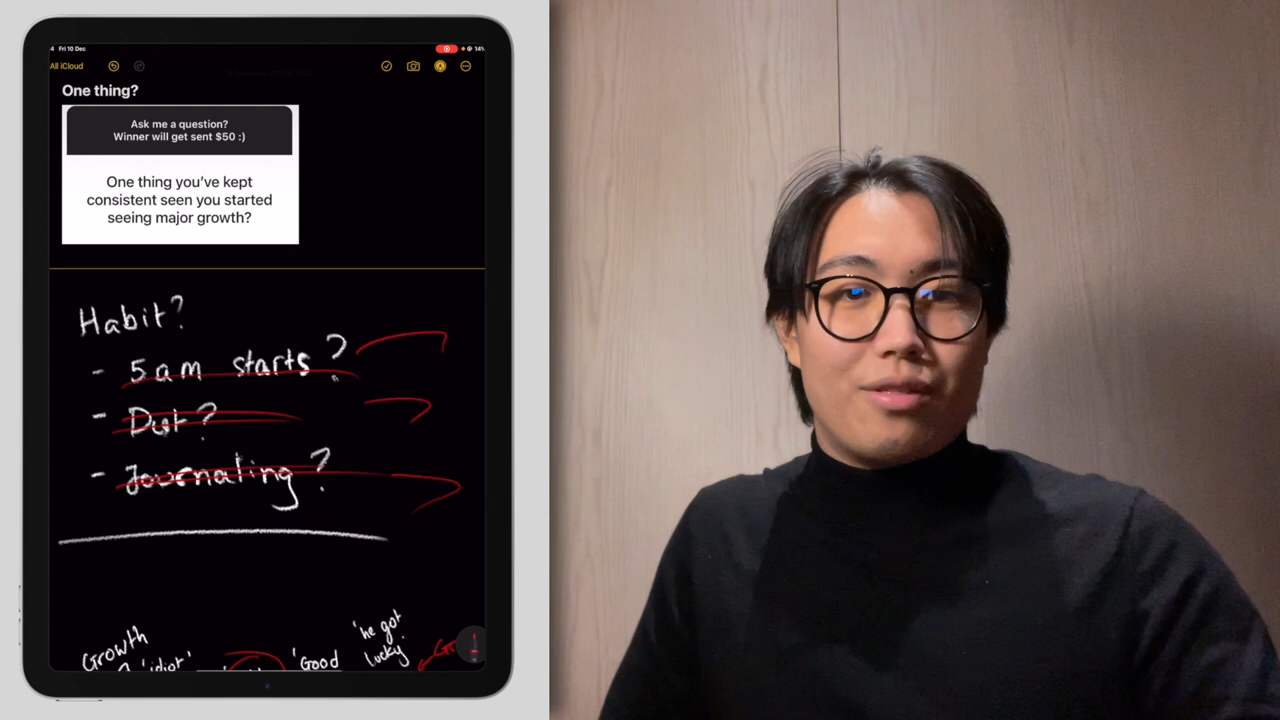 4 Fri 10 Dec 14%
All iCloud
One thing?
Ask me a question?
Winner will get sent $50 :)
One thing you've kept
consistent seen you started
seeing major growth?
Habit?
- 5am starts?
- Diet?
- Journaling?
'he got
lucky'
Growth
'idiot'
'Good